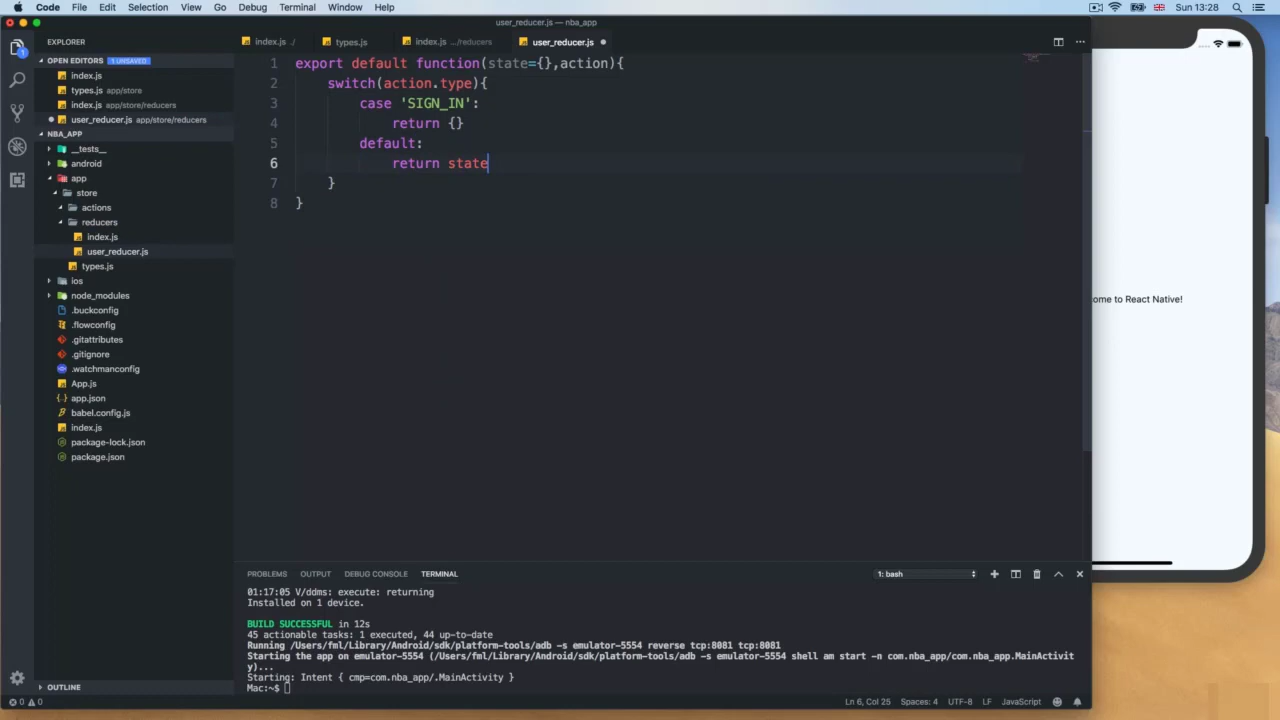 Code File Edit Selection View Go Debug Terminal Window Help Sun 13:28
user_reducer.js — nba_app
EXPLORER
index.js ./ types.js index.js .../reducers user_reducer.js
OPEN EDITORS 1 UNSAVED
index.js
types.js app/store
index.js app/store/reducers
user_reducer.js app/store/reducers
NBA_APP
__tests__
android
app
store
actions
reducers
index.js
user_reducer.js
types.js
ios
node_modules
.buckconfig
.flowconfig
.gitattributes
.gitignore
.watchmanconfig
App.js
app.json
babel.config.js
index.js
package-lock.json
package.json
OUTLINE
1 export default function(state={},action){
2 switch(action.type){
3 case 'SIGN_IN':
4 return {}
5 default:
6 return state
7 }
8 }
ome to React Native!
PROBLEMS OUTPUT DEBUG CONSOLE TERMINAL 1: bash
01:17:05 V/ddms: execute: returning
Installed on 1 device.
BUILD SUCCESSFUL in 12s
45 actionable tasks: 1 executed, 44 up-to-date
Running /Users/fml/Library/Android/sdk/platform-tools/adb -s emulator-5554 reverse tcp:8081 tcp:8081
Starting the app on emulator-5554 (/Users/fml/Library/Android/sdk/platform-tools/adb -s emulator-5554 shell am start -n com.nba_app/com.nba_app.MainActivit
y)...
Starting: Intent { cmp=com.nba_app/.MainActivity }
Mac:~$
0 0 Ln 6, Col 25 Spaces: 4 UTF-8 LF JavaScript